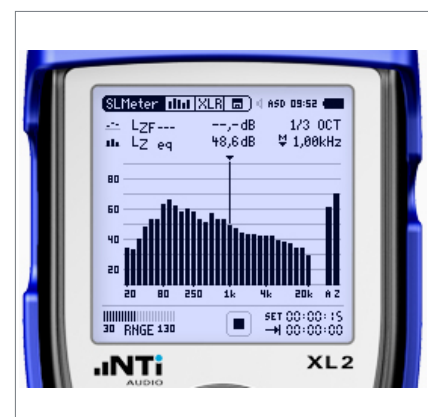 SLMeter XLR ASD 09:52
LZF--- --,-dB 1/3 OCT
LZ eq 48,6dB 1,00kHz
80
60
40
20
20 80 250 1k 4k 20k A Z
30 RNGE 130
SET 00:00:15
00:00:00
NTi
AUDIO
XL2